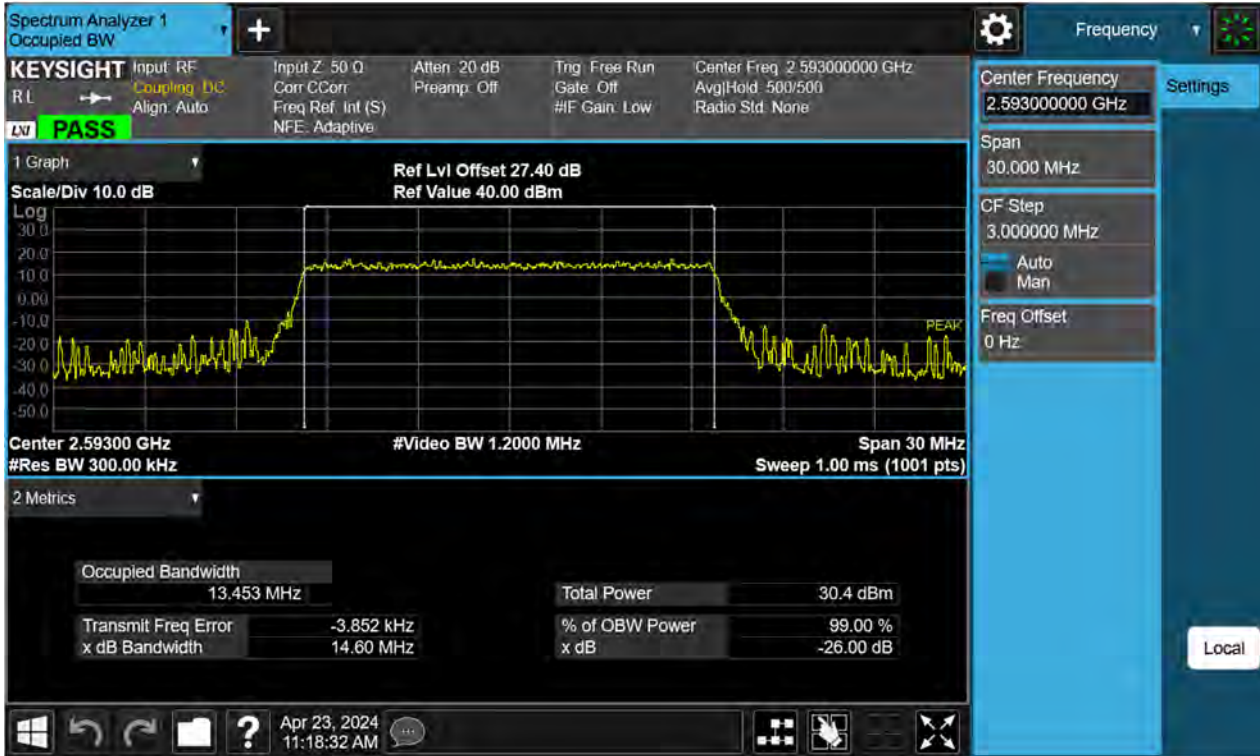 Spectrum Analyzer 1
Occupied BW
+
Frequency
KEYSIGHT
RL
LXI PASS
Input: RF
Coupling: DC
Align: Auto
Input Z: 50 Ω
Corr CCorr
Freq Ref: Int (S)
NFE: Adaptive
Atten: 20 dB
Preamp: Off
Trig: Free Run
Gate: Off
#IF Gain: Low
Center Freq: 2.593000000 GHz
Avg|Hold: 500/500
Radio Std: None
1 Graph
Scale/Div 10.0 dB
Ref Lvl Offset 27.40 dB
Ref Value 40.00 dBm
Log
30.0
20.0
10.0
0.00
-10.0
-20.0
-30.0
-40.0
-50.0
PEAK
Center 2.59300 GHz
#Video BW 1.2000 MHz
Span 30 MHz
#Res BW 300.00 kHz
Sweep 1.00 ms (1001 pts)
2 Metrics
Occupied Bandwidth
13.453 MHz
Transmit Freq Error -3.852 kHz
x dB Bandwidth 14.60 MHz
Total Power 30.4 dBm
% of OBW Power 99.00 %
x dB -26.00 dB
Center Frequency
2.593000000 GHz
Span
30.000 MHz
CF Step
3.000000 MHz
Auto
Man
Freq Offset
0 Hz
Settings
Local
?
Apr 23, 2024
11:18:32 AM